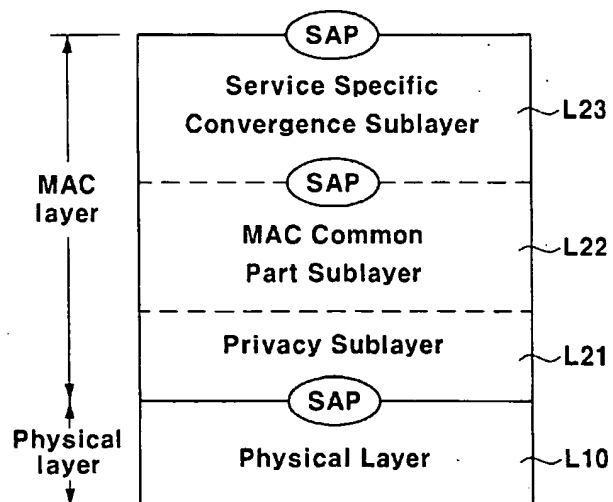 SAP
Service Specific
Convergence Sublayer
L23
MAC
layer
SAP
MAC Common
Part Sublayer
L22
Privacy Sublayer
L21
SAP
Physical
layer
Physical Layer
L10